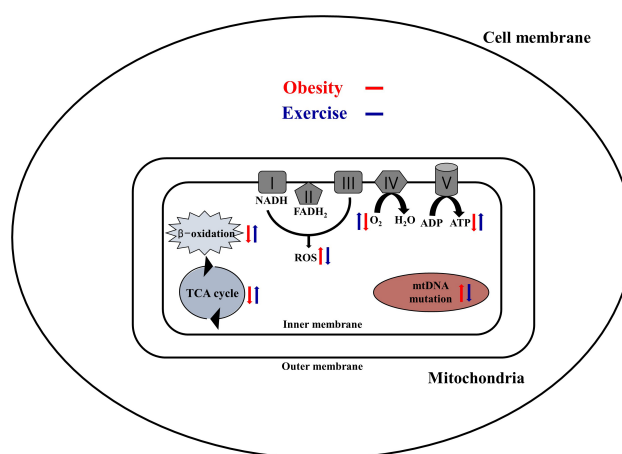 Cell membrane
Obesity
Exercise
I
II
III
IV
V
NADH
FADH2
O2
H2O
ADP
ATP
β-oxidation
ROS
TCA cycle
mtDNA
mutation
Inner membrane
Outer membrane
Mitochondria